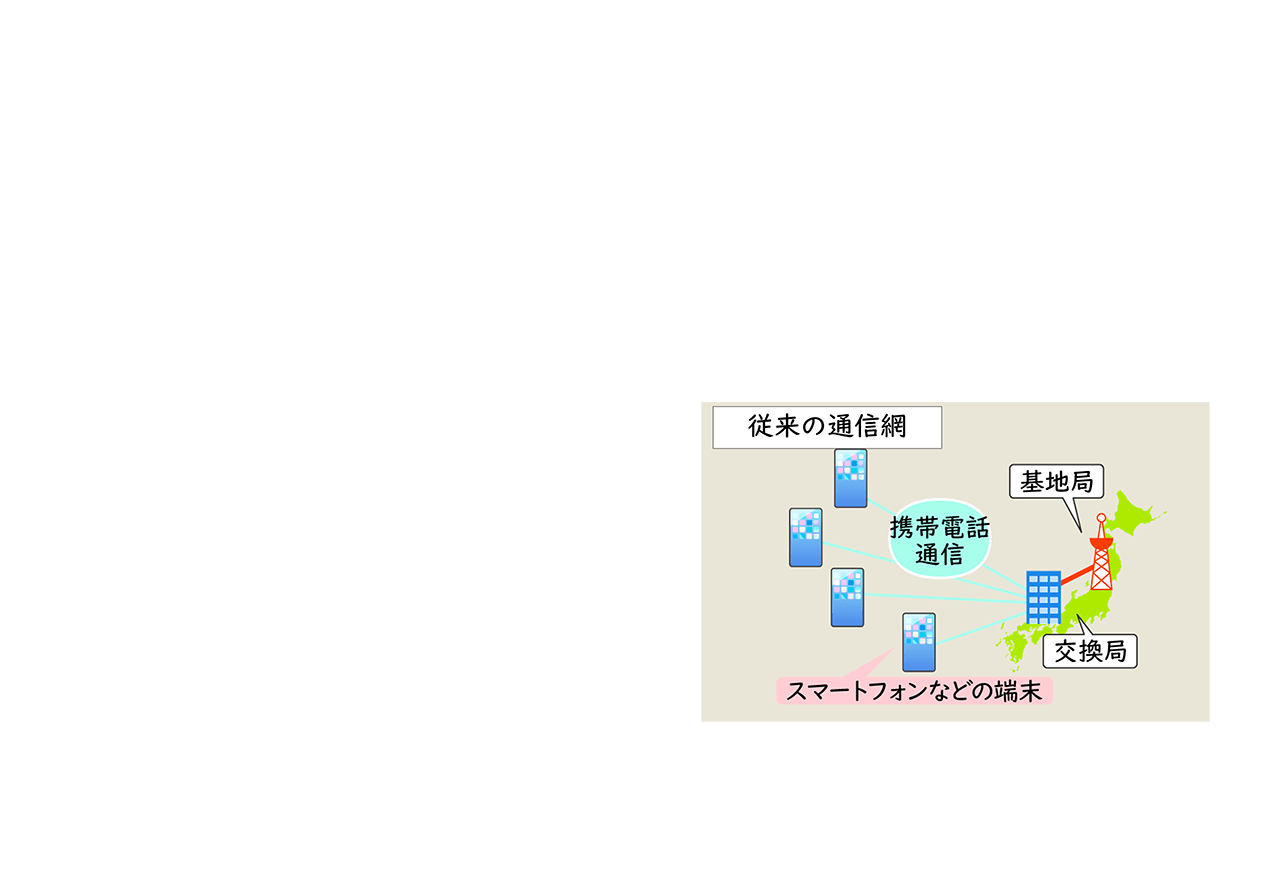 従来の通信網
基地局
携帯電話
通信
交換局
スマートフォンなどの端末